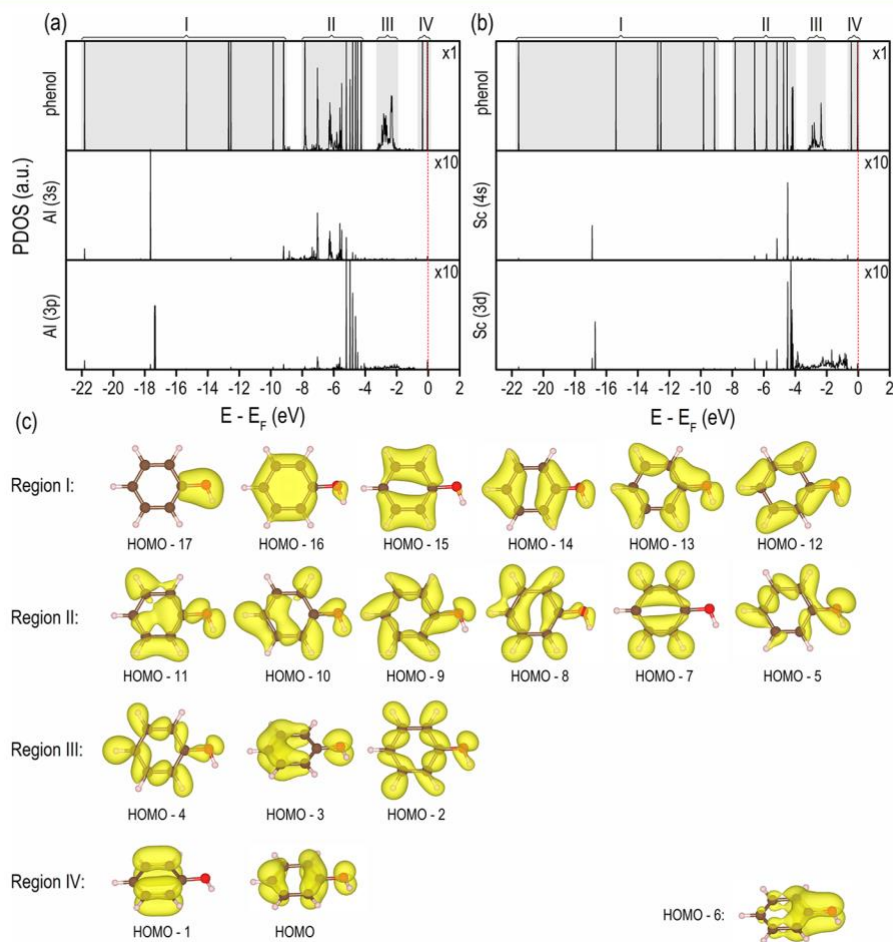 (a) I II III IV
(b) I II III IV
phenol x1
phenol x1
PDOS (a.u.)
Al (3s) x10
Sc (4s) x10
Al (3p) x10
Sc (3d) x10
-22 -20 -18 -16 -14 -12 -10 -8 -6 -4 -2 0 2
-22 -20 -18 -16 -14 -12 -10 -8 -6 -4 -2 0 2
E - EF (eV)
E - EF (eV)
(c)
Region I:
HOMO - 17 HOMO - 16 HOMO - 15 HOMO - 14 HOMO - 13 HOMO - 12
Region II:
HOMO - 11 HOMO - 10 HOMO - 9 HOMO - 8 HOMO - 7 HOMO - 5
Region III:
HOMO - 4 HOMO - 3 HOMO - 2
Region IV:
HOMO - 1 HOMO
HOMO - 6: